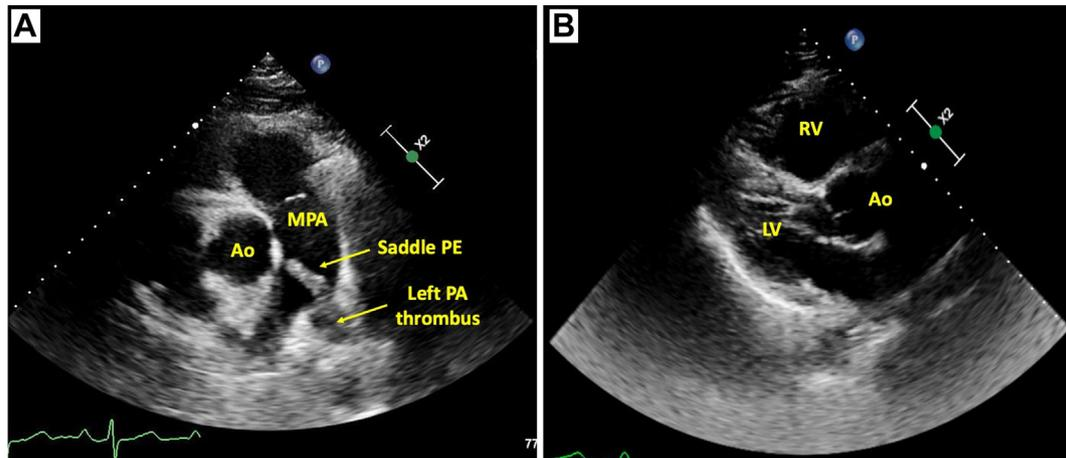 A
P
X2
MPA
Ao
Saddle PE
Left PA
thrombus
77
B
P
X2
RV
Ao
LV